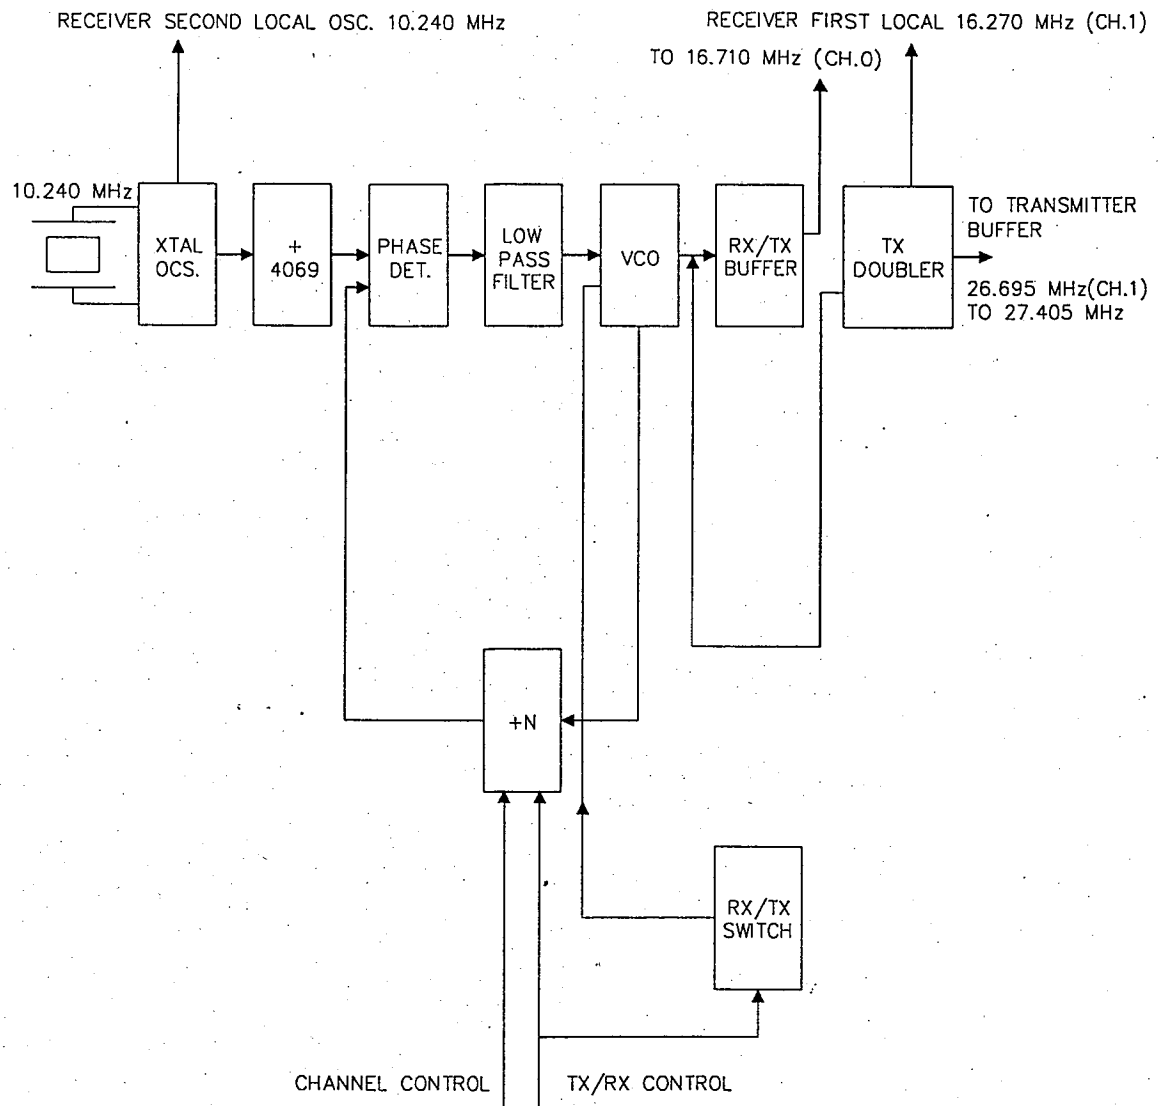 RECEIVER SECOND LOCAL OSC. 10.240 MHz
RECEIVER FIRST LOCAL 16.270 MHz (CH.1)
TO 16.710 MHz (CH.0)
10.240 MHz
XTAL
OCS.
+
4069
PHASE
DET.
LOW
PASS
FILTER
VCO
RX/TX
BUFFER
TX
DOUBLER
TO TRANSMITTER
BUFFER
26.695 MHz(CH.1)
TO 27.405 MHz
+N
RX/TX
SWITCH
CHANNEL CONTROL
TX/RX CONTROL